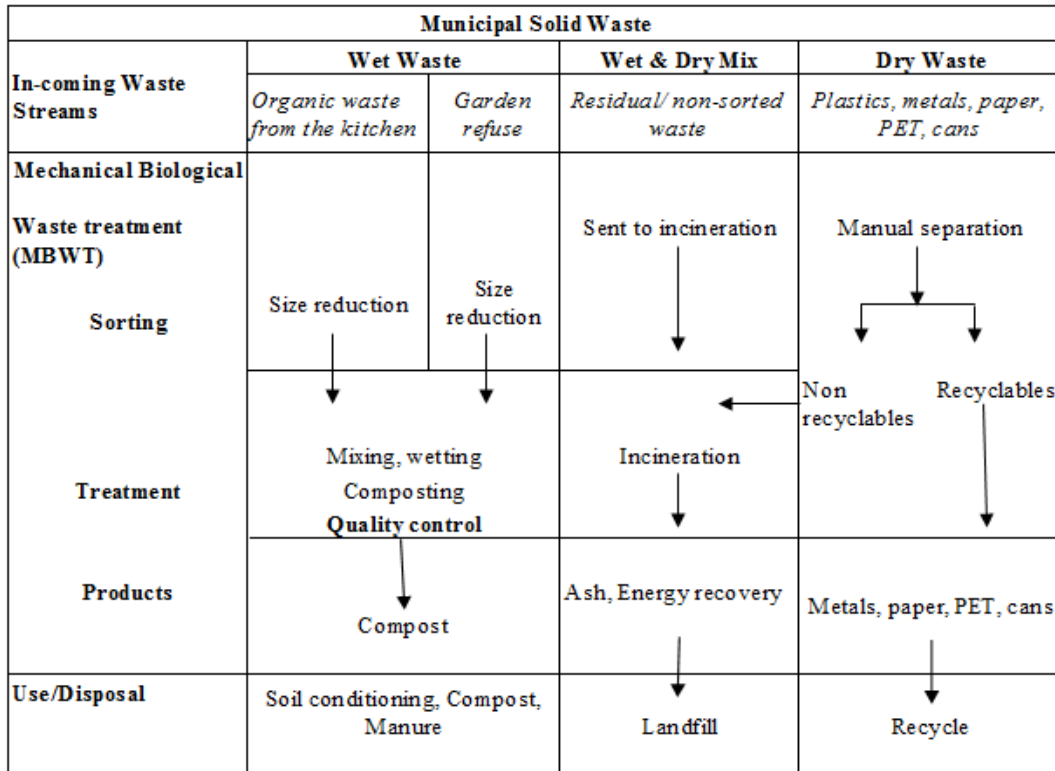 Municipal Solid Waste
In-coming Waste
Streams
Wet Waste
Wet & Dry Mix
Dry Waste
Organic waste
from the kitchen
Garden
refuse
Residual/ non-sorted
waste
Plastics, metals, paper,
PET, cans
Mechanical Biological
Waste treatment
(MBWT)
Sent to incineration
Manual separation
Sorting
Size reduction
Size
reduction
Non
recyclables
Recyclables
Treatment
Mixing, wetting
Composting
Quality control
Incineration
Products
Compost
Ash, Energy recovery
Metals, paper, PET, cans
Use/Disposal
Soil conditioning, Compost,
Manure
Landfill
Recycle